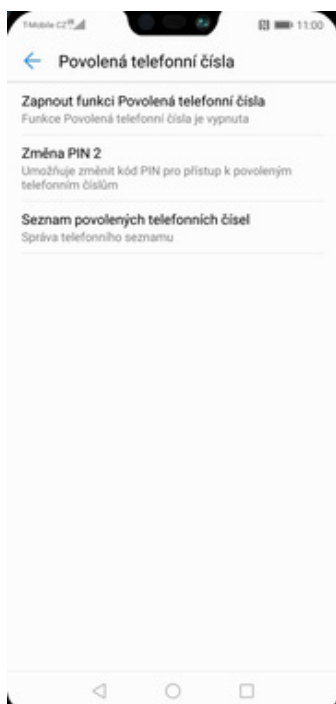 T-Mobile CZ
11:00
Povolená telefonní čísla
Zapnout funkci Povolená telefonní čísla
Funkce Povolená telefonní čísla je vypnuta
Změna PIN 2
Umožňuje změnit kód PIN pro přístup k povoleným
telefonním číslům
Seznam povolených telefonních čísel
Správa telefonního seznamu